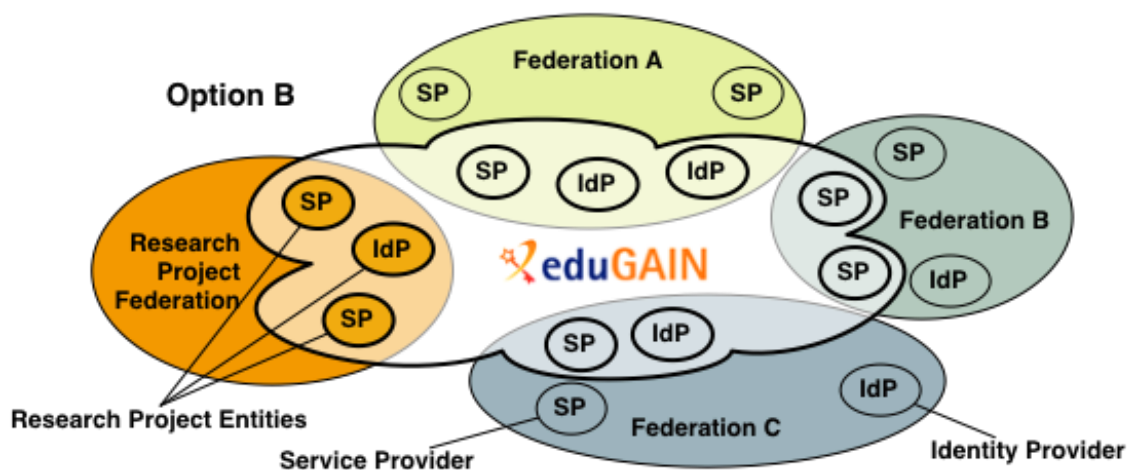 Federation A
Option B
SP
SP
SP
IdP
IdP
SP
SP
Federation B
SP
IdP
SP
IdP
SP
Research
Project
Federation
eduGAIN
SP
IdP
SP
IdP
Federation C
Research Project Entities
Service Provider
Identity Provider